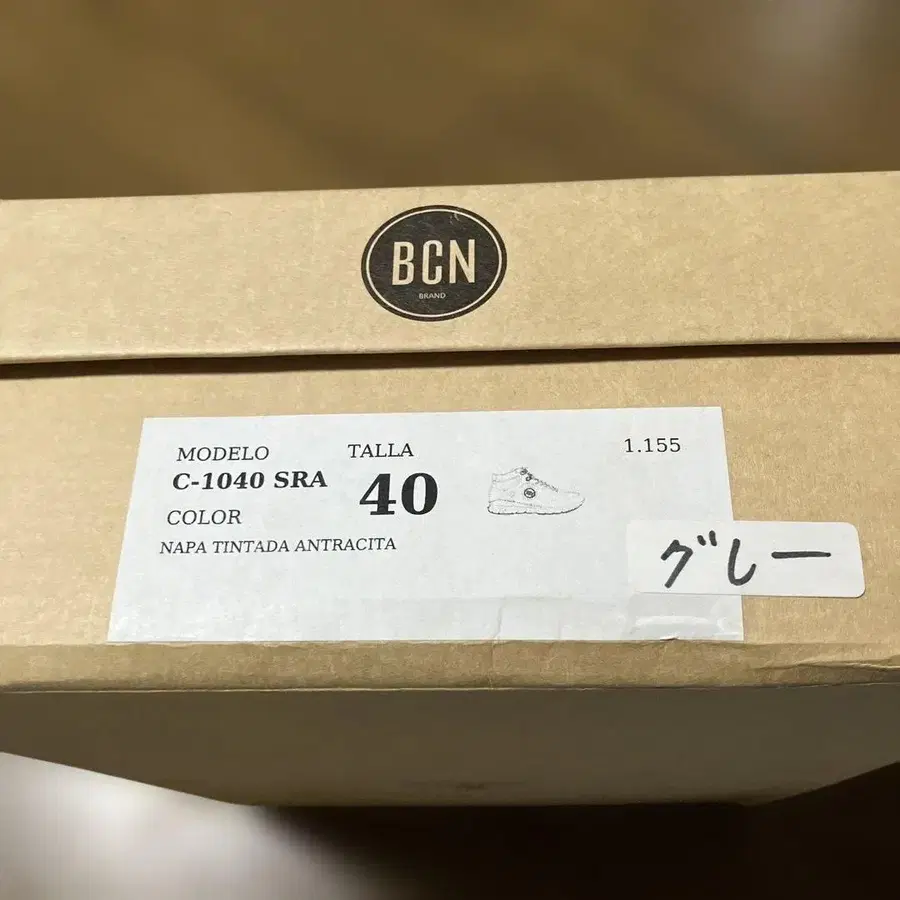 BCN
BRAND
MODELO TALLA 1.155
C-1040 SRA 40
COLOR
NAPA TINTADA ANTRACITA
グレー